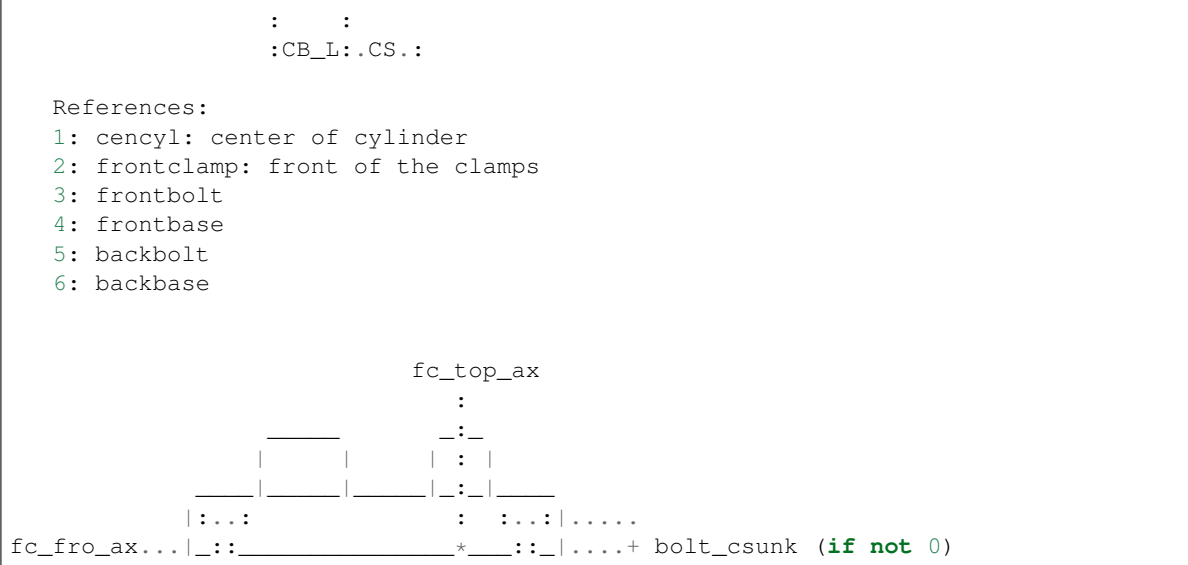 :     :
                  :CB_L:.CS.:

   References:
   1: cencyl: center of cylinder
   2: frontclamp: front of the clamps
   3: frontbolt
   4: frontbase
   5: backbolt
   6: backbase


                            fc_top_ax
                               :
                  _____       _:_
                 |     |     | : |
             ____|_____|_____|_:_|____
            |:..:              :  :..:|.....
fc_fro_ax...|_::_______________*___::_|....+ bolt_csunk (if not 0)